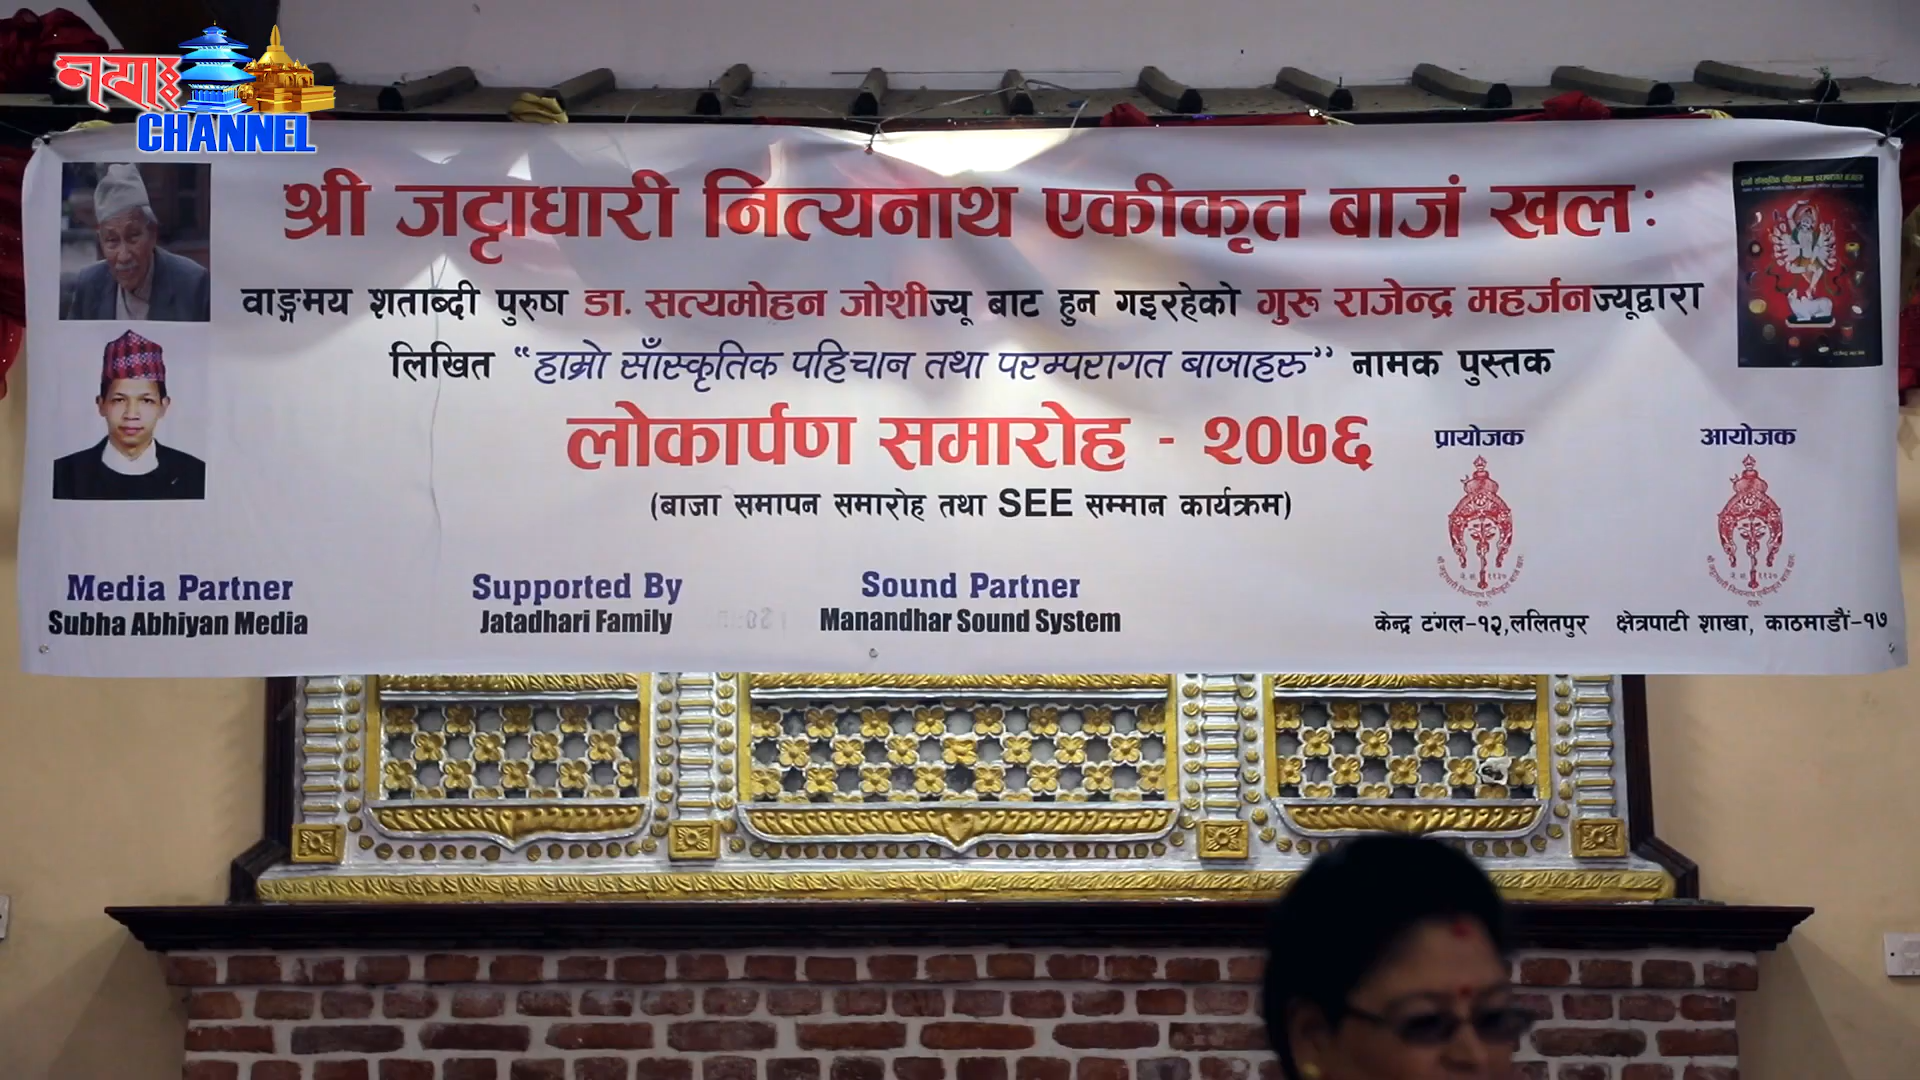 नयाँ
CHANNEL
श्री जट्टाधारी नित्यनाथ एकीकृत बाजं खलः
वाङ्गमय शताब्दी पुरुष डा. सत्यमोहन जोशीज्यू बाट हुन गइरहेको गुरु राजेन्द्र महर्जनज्यूद्वारा
लिखित “हाम्रो साँस्कृतिक पहिचान तथा परम्परागत बाजाहरु” नामक पुस्तक
लोकार्पण समारोह - २०७६
(बाजा समापन समारोह तथा SEE सम्मान कार्यक्रम)
प्रायोजक
आयोजक
Media Partner
Subha Abhiyan Media
Supported By
Jatadhari Family
Sound Partner
Manandhar Sound System
केन्द्र टंगल-१२,ललितपुर
क्षेत्रपाटी शाखा, काठमाडौं-१७